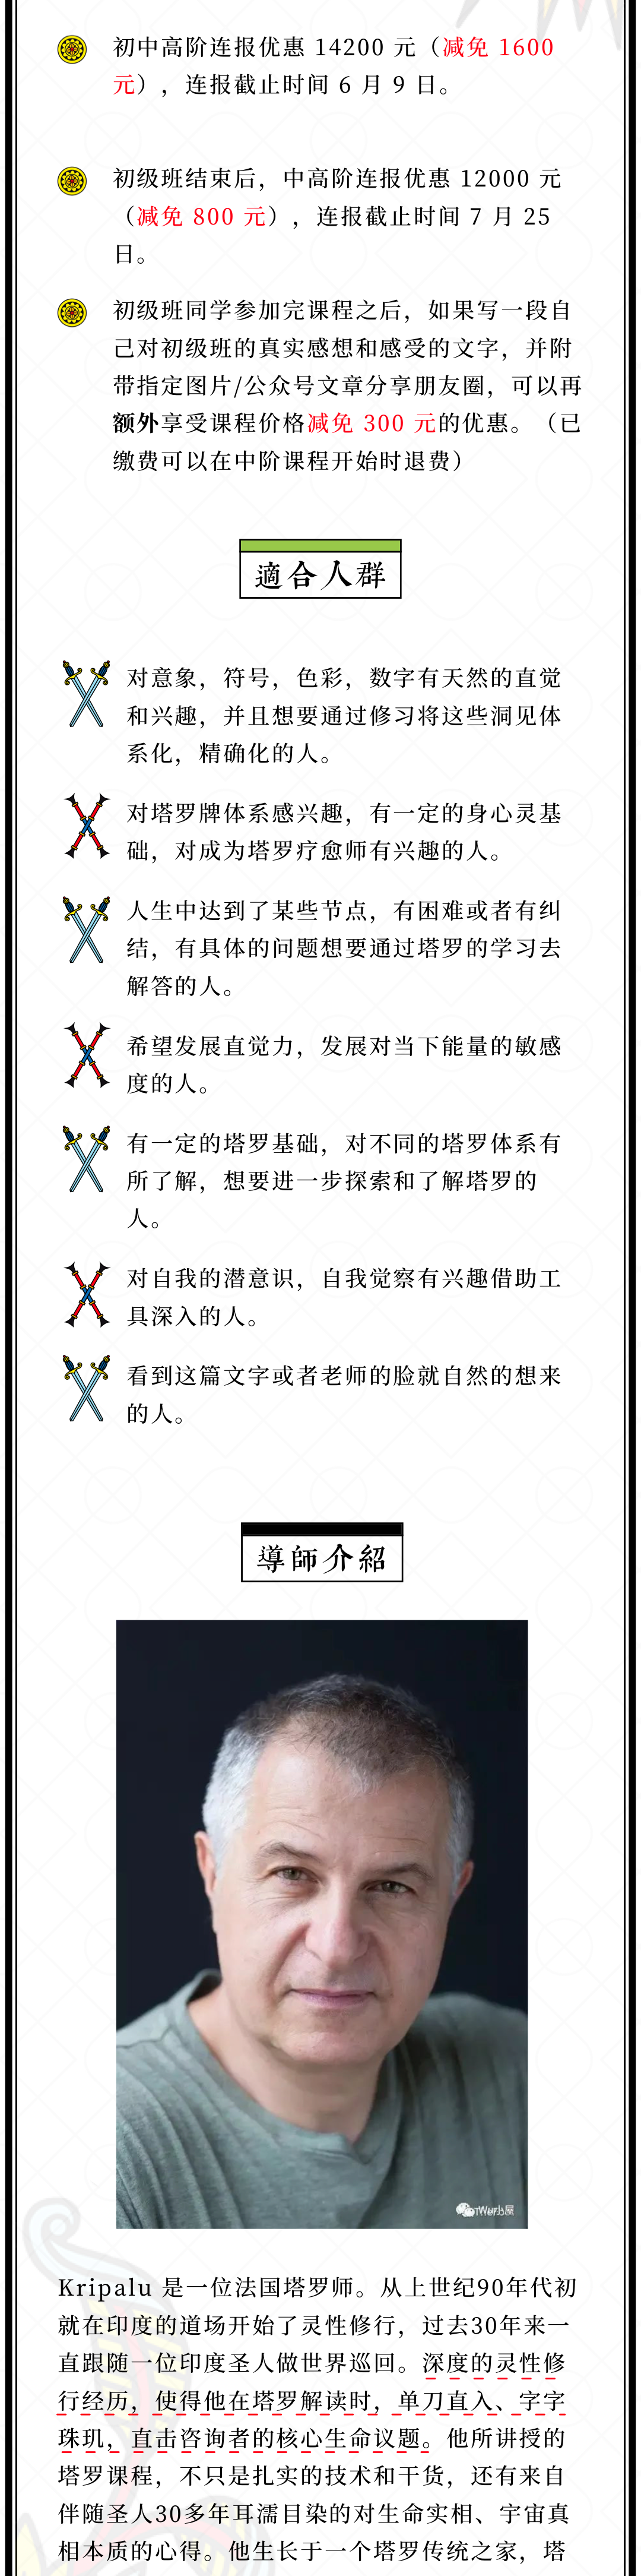 初中高阶连报优惠 14200 元（减免 1600
元），连报截止时间 6 月 9 日。
初级班结束后，中高阶连报优惠 12000 元
（减免 800 元），连报截止时间 7 月 25
日。
初级班同学参加完课程之后，如果写一段自
己对初级班的真实感想和感受的文字，并附
带指定图片/公众号文章分享朋友圈，可以再
额外享受课程价格减免 300 元的优惠。（已
缴费可以在中阶课程开始时退费）
適合人群
对意象，符号，色彩，数字有天然的直觉
和兴趣，并且想要通过修习将这些洞见体
系化，精确化的人。
对塔罗牌体系感兴趣，有一定的身心灵基
础，对成为塔罗疗愈师有兴趣的人。
人生中达到了某些节点，有困难或者有纠
结，有具体的问题想要通过塔罗的学习去
解答的人。
希望发展直觉力，发展对当下能量的敏感
度的人。
有一定的塔罗基础，对不同的塔罗体系有
所了解，想要进一步探索和了解塔罗的
人。
对自我的潜意识，自我觉察有兴趣借助工
具深入的人。
看到这篇文字或者老师的脸就自然的想来
的人。
導師介紹
Kripalu 是一位法国塔罗师。从上世纪90年代初
就在印度的道场开始了灵性修行，过去30年来一
直跟随一位印度圣人做世界巡回。深度的灵性修
行经历，使得他在塔罗解读时，单刀直入、字字
珠玑，直击咨询者的核心生命议题。他所讲授的
塔罗课程，不只是扎实的技术和干货，还有来自
伴随圣人30多年耳濡目染的对生命实相、宇宙真
相本质的心得。他生长于一个塔罗传统之家，塔